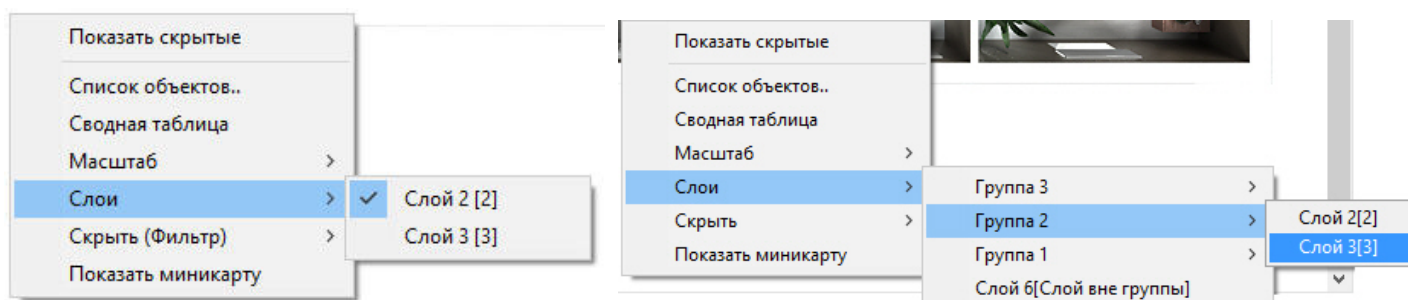 Показать скрытые
Список объектов..
Сводная таблица
Масштаб
Слои
Скрыть (Фильтр)
Показать миникарту
Слой 2 [2]
Слой 3 [3]
Показать скрытые
Список объектов..
Сводная таблица
Масштаб
Слои
Скрыть
Показать миникарту
Группа 3
Группа 2
Группа 1
Слой 6[Слой вне группы]
Слой 2[2]
Слой 3[3]